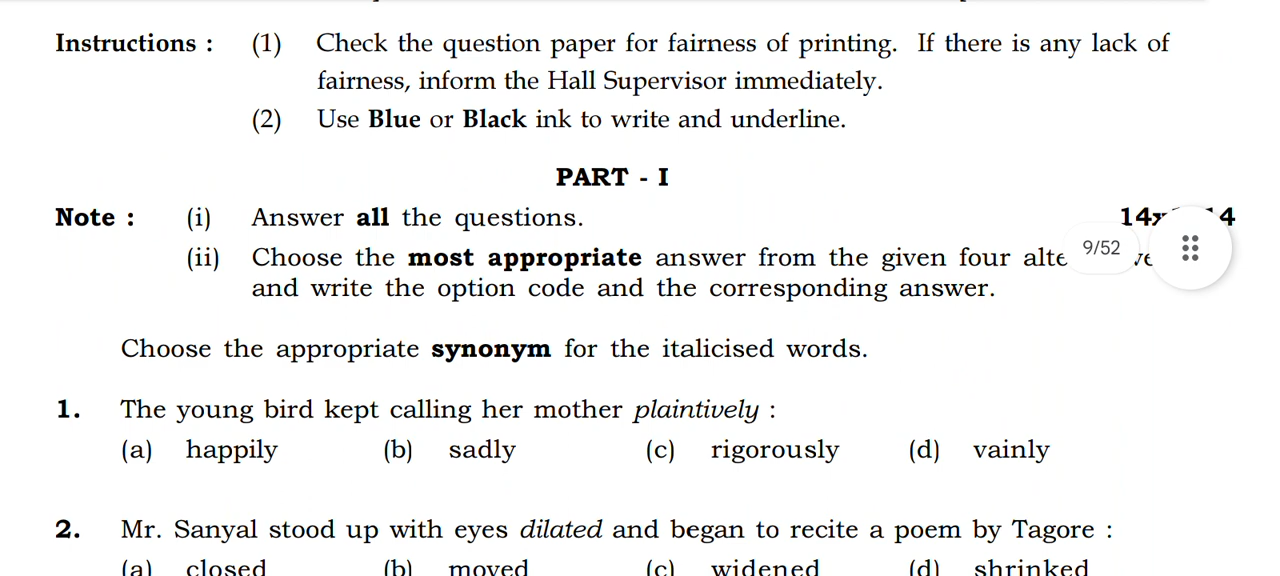 Instructions : (1) Check the question paper for fairness of printing. If there is any lack of
fairness, inform the Hall Supervisor immediately.
(2) Use Blue or Black ink to write and underline.
PART - I
Note : (i) Answer all the questions.
9/52
(ii) Choose the most appropriate answer from the given four
and write the option code and the corresponding answer.
Choose the appropriate synonym for the italicised words.
1. The young bird kept calling her mother plaintively :
(a) happily (b) sadly (c) rigorously (d) vainly
2. Mr. Sanyal stood up with eyes dilated and began to recite a poem by Tagore :
(a) closed (b) moved (c) widened (d) shrinked